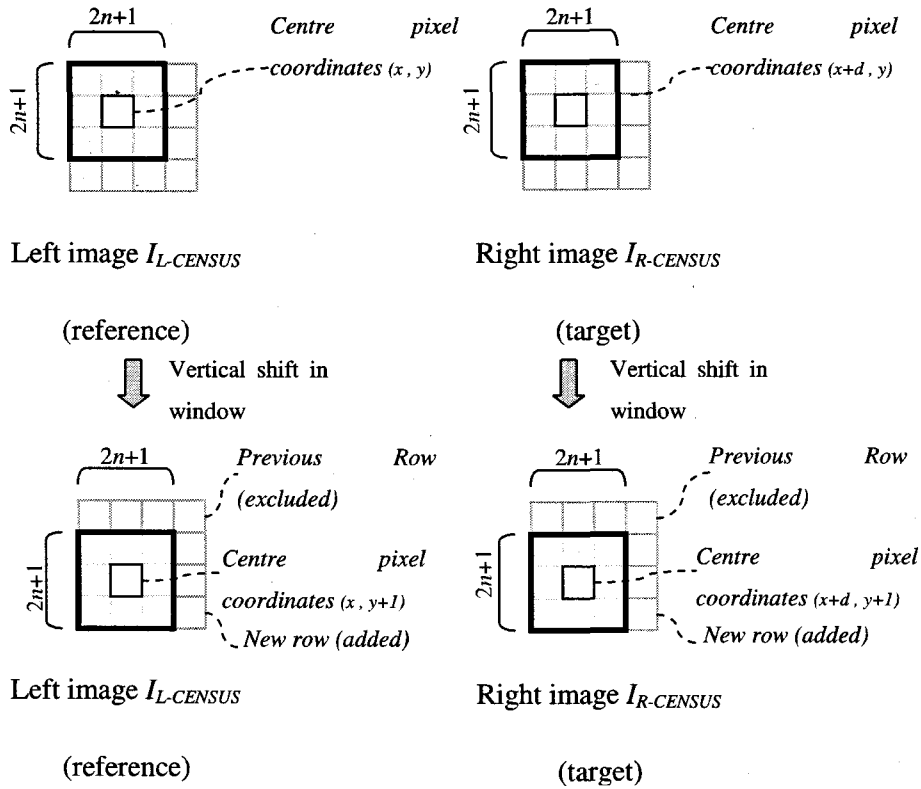 2n+1
Centre pixel
coordinates (x , y)
2n+1
Left image I_L-CENSUS
(reference)
2n+1
Centre pixel
coordinates (x+d , y)
2n+1
Right image I_R-CENSUS
(target)
Vertical shift in
window
Vertical shift in
window
2n+1
Previous Row
(excluded)
2n+1
Centre pixel
coordinates (x , y+1)
New row (added)
Left image I_L-CENSUS
(reference)
2n+1
Previous Row
(excluded)
2n+1
Centre pixel
coordinates (x+d , y+1)
New row (added)
Right image I_R-CENSUS
(target)